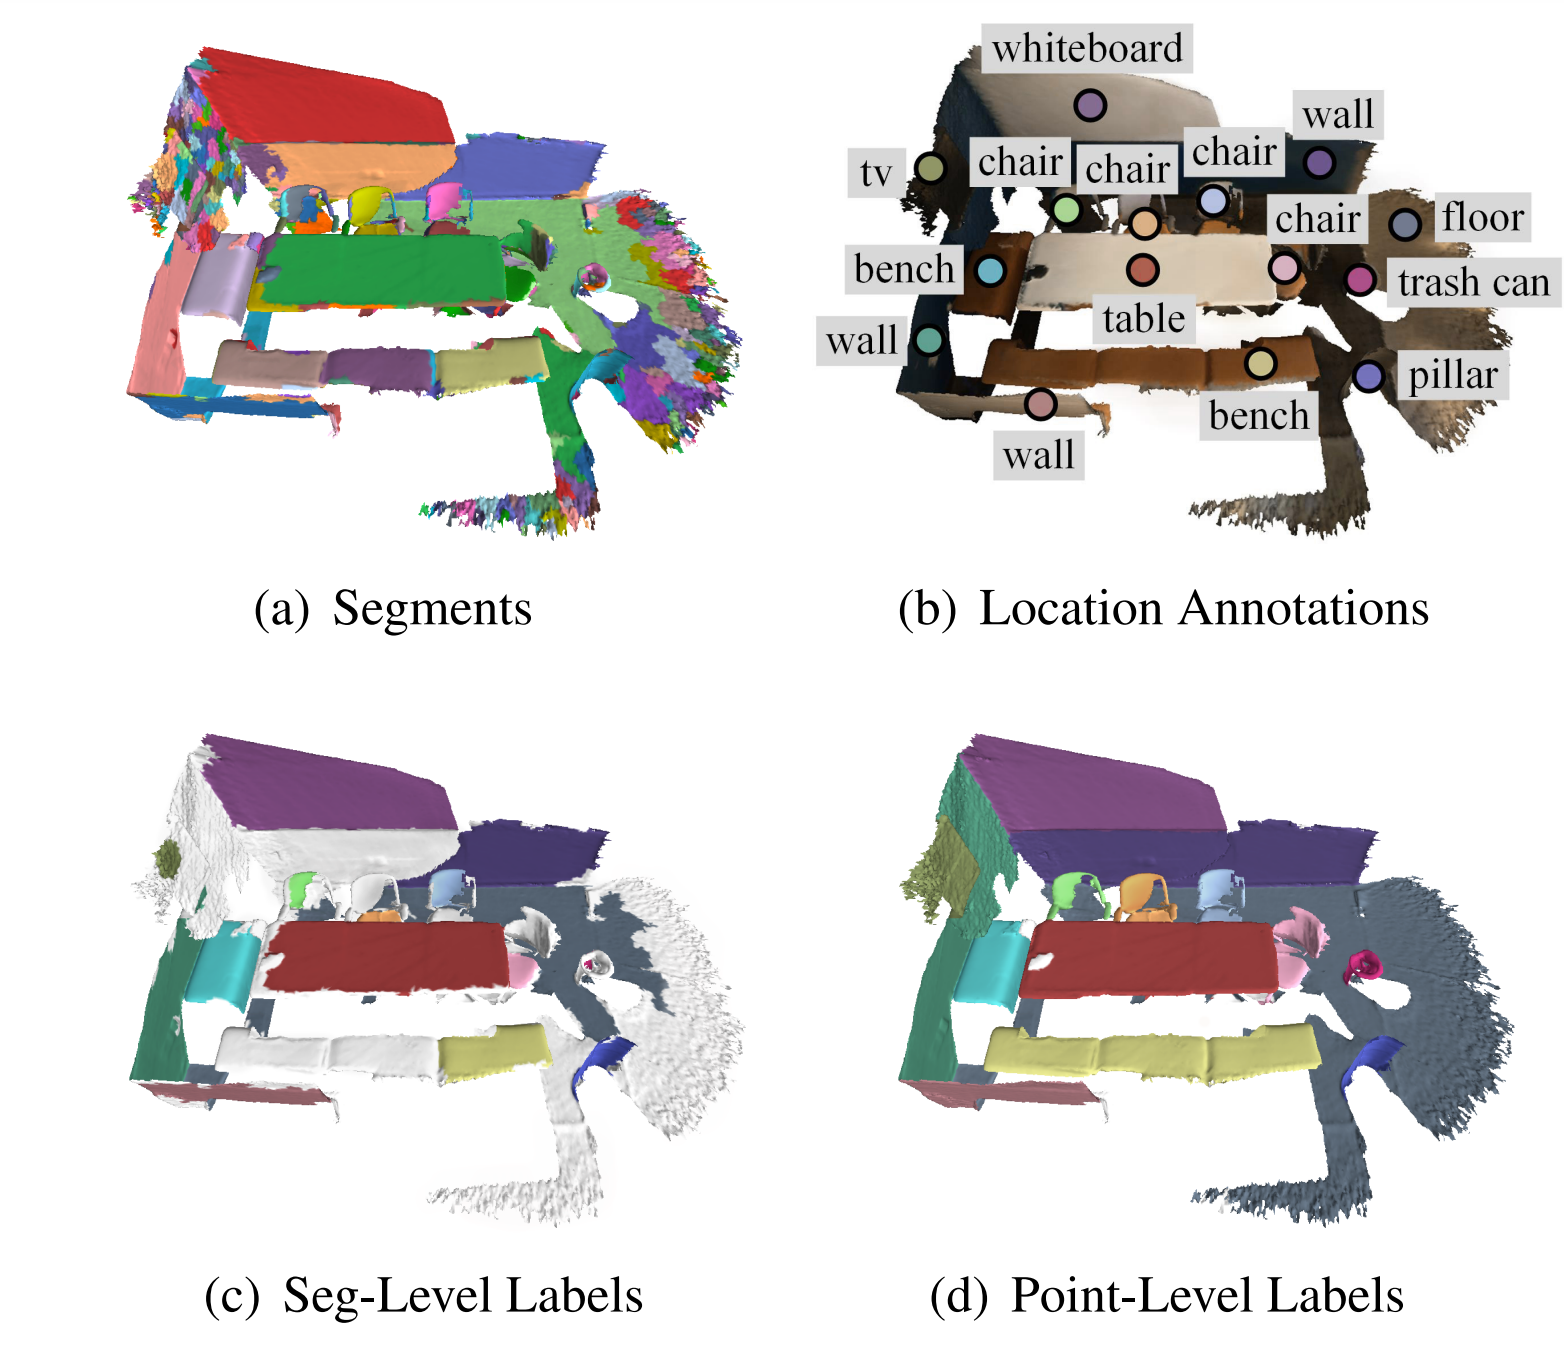 whiteboard
wall
chair
chair
chair
tv
chair
floor
bench
trash can
table
wall
pillar
bench
wall
(a) Segments
(b) Location Annotations
(c) Seg-Level Labels
(d) Point-Level Labels